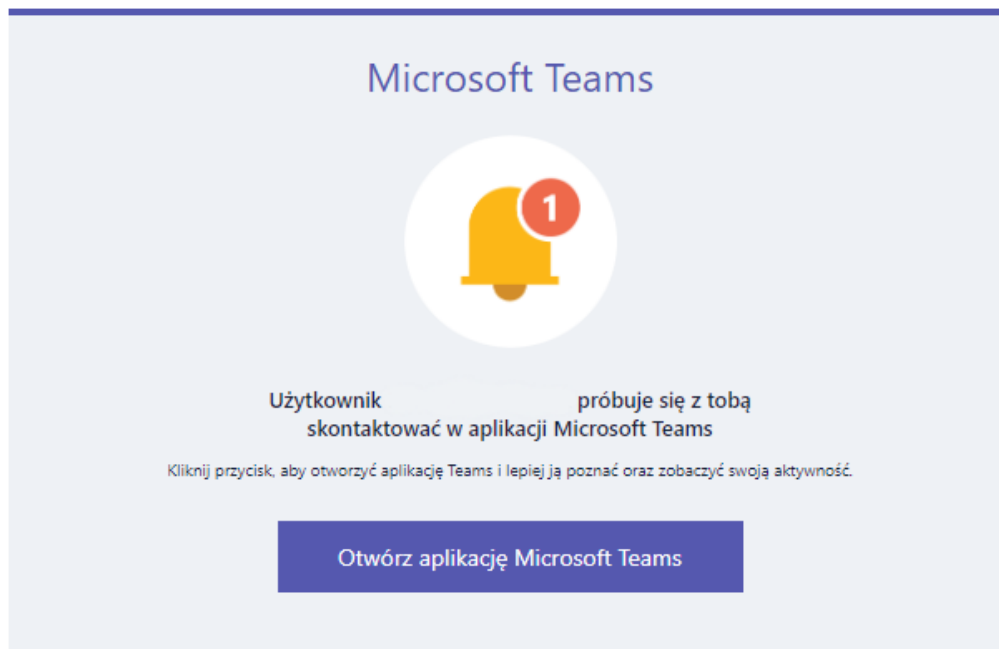 Microsoft Teams
1
Użytkownik próbuje się z tobą
skontaktować w aplikacji Microsoft Teams
Kliknij przycisk, aby otworzyć aplikację Teams i lepiej ją poznać oraz zobaczyć swoją aktywność.
Otwórz aplikację Microsoft Teams